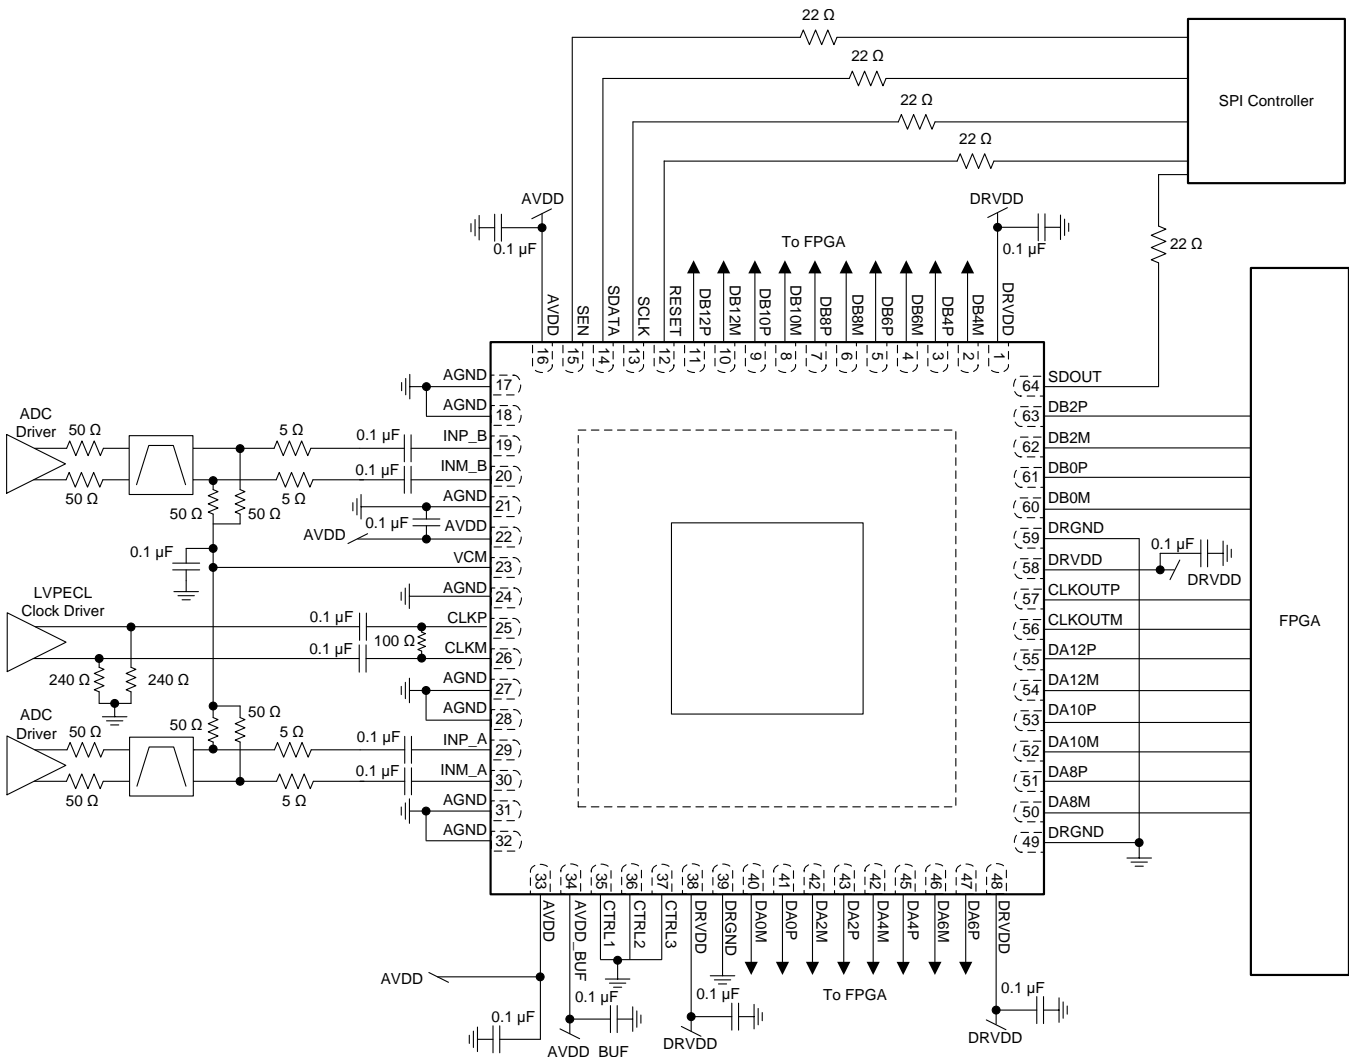 22 Ω
22 Ω
22 Ω
22 Ω
SPI Controller
AVDD
0.1 µF
DRVDD
0.1 µF
To FPGA
22 Ω
AVDD
SEN
SDATA
SCLK
RESET
DB12P
DB12M
DB10P
DB10M
DB8P
DB8M
DB6P
DB6M
DB4P
DB4M
DRVDD
16
15
14
13
12
11
10
9
8
7
6
5
4
3
2
1
AGND
17
AGND
18
ADC
Driver
50 Ω
5 Ω
0.1 µF
INP_B
19
50 Ω
5 Ω
0.1 µF
INM_B
20
50 Ω
50 Ω
AGND
21
0.1 µF
AVDD
AVDD
22
0.1 µF
VCM
23
AGND
24
LVPECL
Clock Driver
0.1 µF
CLKP
25
100 Ω
0.1 µF
CLKM
26
240 Ω
240 Ω
AGND
27
AGND
28
ADC
Driver
50 Ω
50 Ω
50 Ω
5 Ω
0.1 µF
INP_A
29
50 Ω
5 Ω
0.1 µF
INM_A
30
AGND
31
AGND
32
64
SDOUT
63
DB2P
62
DB2M
61
DB0P
60
DB0M
59
DRGND
58
DRVDD
0.1 µF
DRVDD
57
CLKOUTP
56
CLKOUTM
55
DA12P
54
DA12M
53
DA10P
52
DA10M
51
DA8P
50
DA8M
49
DRGND
FPGA
33
34
35
36
37
38
39
40
41
42
43
42
45
46
47
48
AVDD
AVDD_BUF
CTRL1
CTRL2
CTRL3
DRVDD
DRGND
DA0M
DA0P
DA2M
DA2P
DA4M
DA4P
DA6M
DA6P
DRVDD
AVDD
To FPGA
0.1 µF
0.1 µF
AVDD_BUF
0.1 µF
DRVDD
0.1 µF
DRVDD